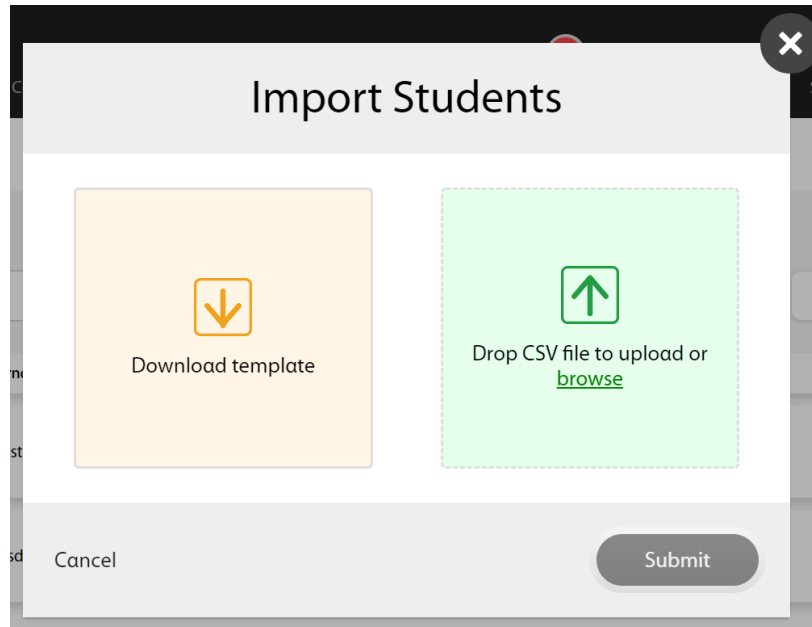 Import Students
Download template
Drop CSV file to upload or
browse
Cancel
Submit